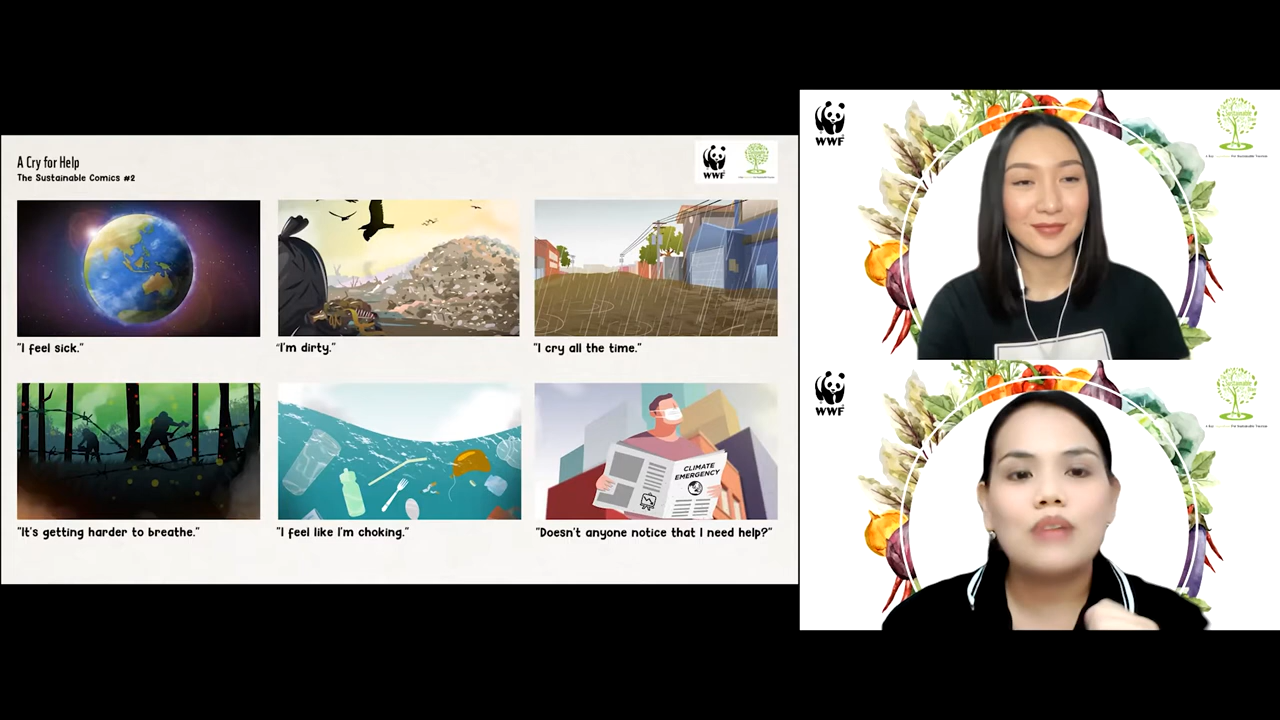 A Cry for Help
The Sustainable Comics #2
WWF
"I feel sick."
"I'm dirty."
"I cry all the time."
"It's getting harder to breathe."
"I feel like I'm choking."
CLIMATE
EMERGENCY
"Doesn't anyone notice that I need help?"
WWF
WWF